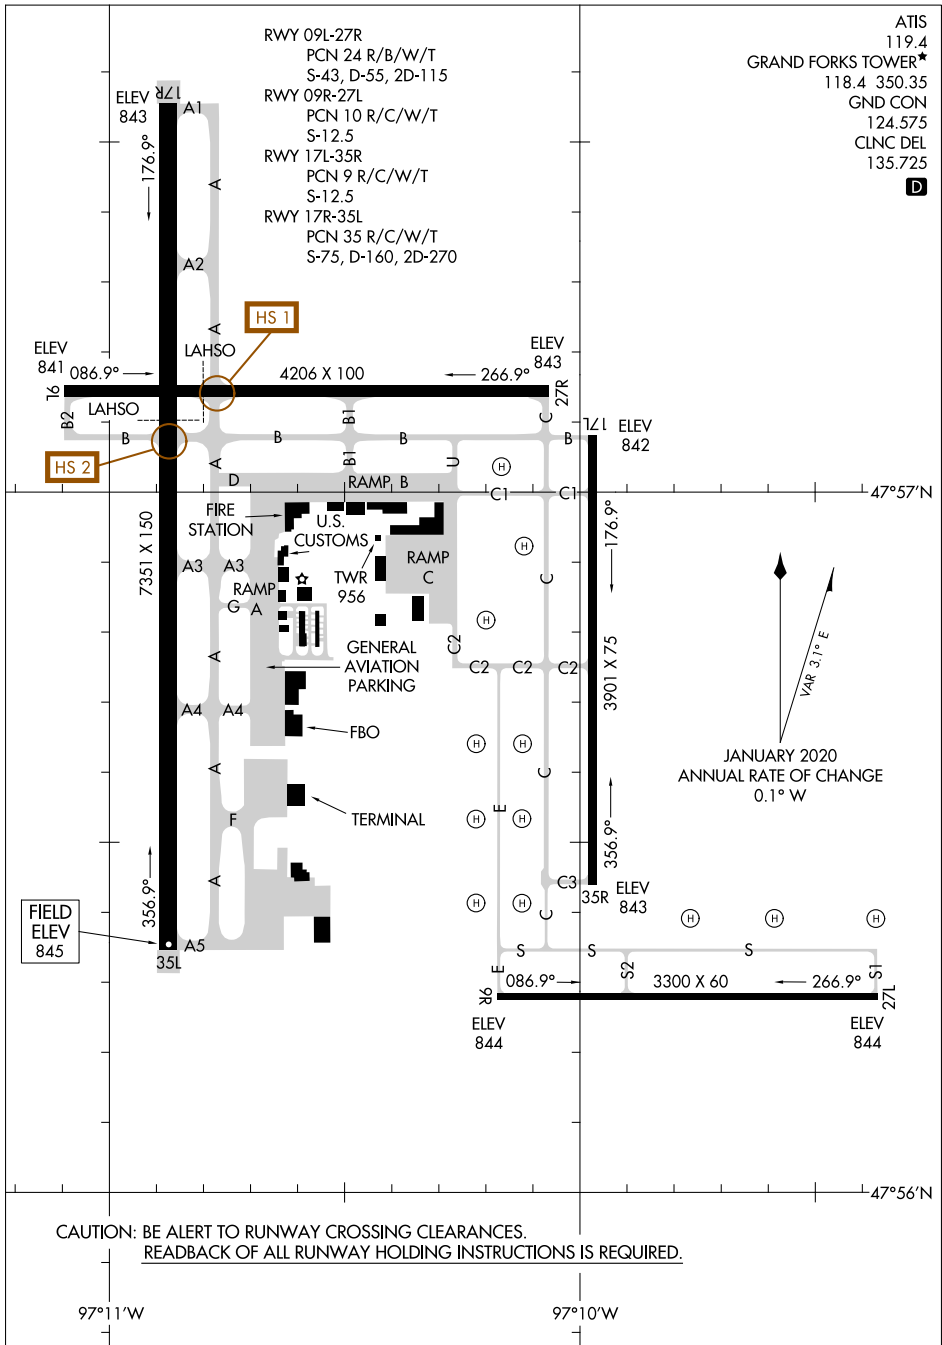 RWY 09L-27R
PCN 24 R/B/W/T
S-43, D-55, 2D-115
RWY 09R-27L
PCN 10 R/C/W/T
S-12.5
RWY 17L-35R
PCN 9 R/C/W/T
S-12.5
RWY 17R-35L
PCN 35 R/C/W/T
S-75, D-160, 2D-270
ATIS
119.4
GRAND FORKS TOWER★
118.4 350.35
GND CON
124.575
CLNC DEL
135.725
D
17R
ELEV
843
A1
176.9°
A
A2
A
HS 1
LAHSO
ELEV
841
086.9°
4206 X 100
266.9°
ELEV
843
9L
27R
LAHSO
B2
B
HS 2
A
B
B1
B
B1
U
C
B
17L
ELEV
842
H
D
RAMP B
C1
C1
47°57'N
FIRE
STATION
U.S.
CUSTOMS
7351 X 150
176.9°
H
A3
A3
RAMP
A
G
TWR
956
RAMP
C
C
H
GENERAL
AVIATION
PARKING
A
C2
C2
C2
C2
3901 X 75
VAR 3.1° E
A4
A4
FBO
H
H
JANUARY 2020
ANNUAL RATE OF CHANGE
0.1° W
A
C
E
TERMINAL
F
H
H
356.9°
356.9°
A
C3
35R
ELEV
843
H
H
C
H
H
H
FIELD
ELEV
845
A5
35L
S
S
S
E
S2
S1
086.9°
3300 X 60
266.9°
9R
27L
ELEV
844
ELEV
844
47°56'N
CAUTION: BE ALERT TO RUNWAY CROSSING CLEARANCES.
READBACK OF ALL RUNWAY HOLDING INSTRUCTIONS IS REQUIRED.
97°11'W
97°10'W